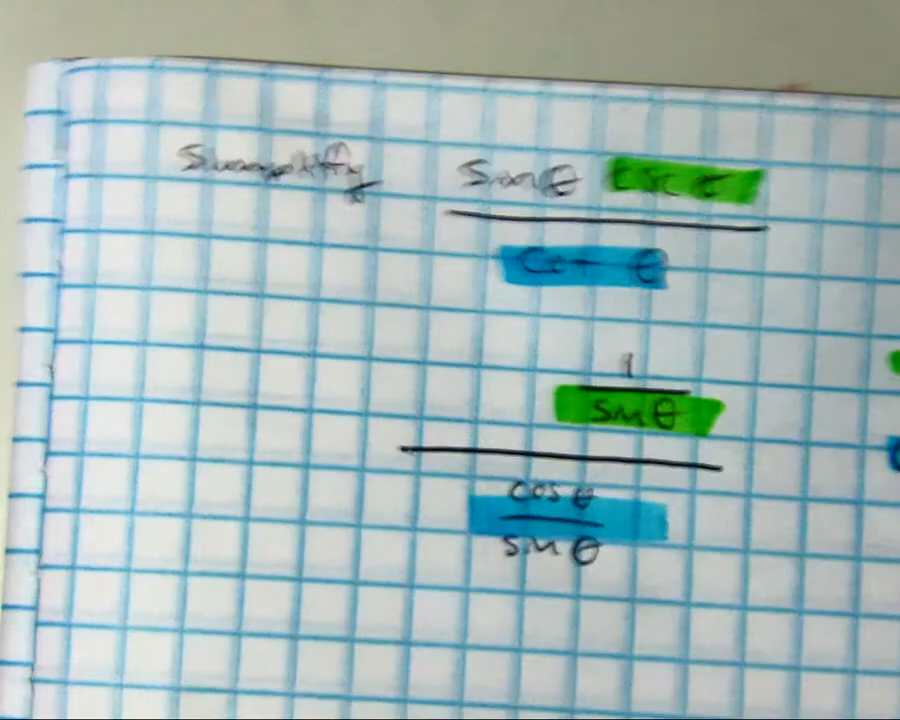 Simplify sin θ csc θ
cot θ
1
sin θ
cos θ
sin θ